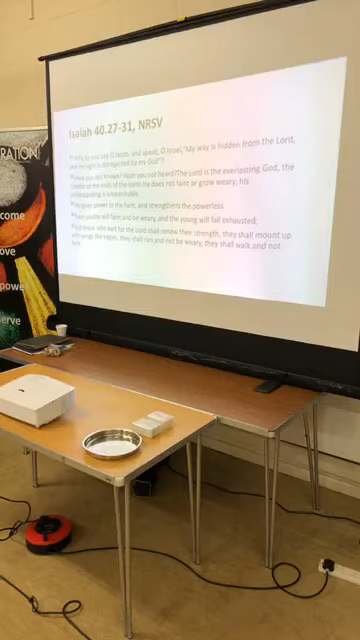 Isaiah 40.27-31, NRSV
Why do you say, O Jacob, and speak, O Israel, "My way is hidden from the Lord,
and my right is disregarded by my God"?
Have you not known? Have you not heard? The Lord is the everlasting God, the
Creator of the ends of the earth. He does not faint or grow weary; his
understanding is unsearchable.
He gives power to the faint, and strengthens the powerless.
Even youths will faint and be weary, and the young will fall exhausted;
But those who wait for the Lord shall renew their strength, they shall mount up
with wings like eagles, they shall run and not be weary, they shall walk and not
faint.
RATION
come
ove
powe
erve